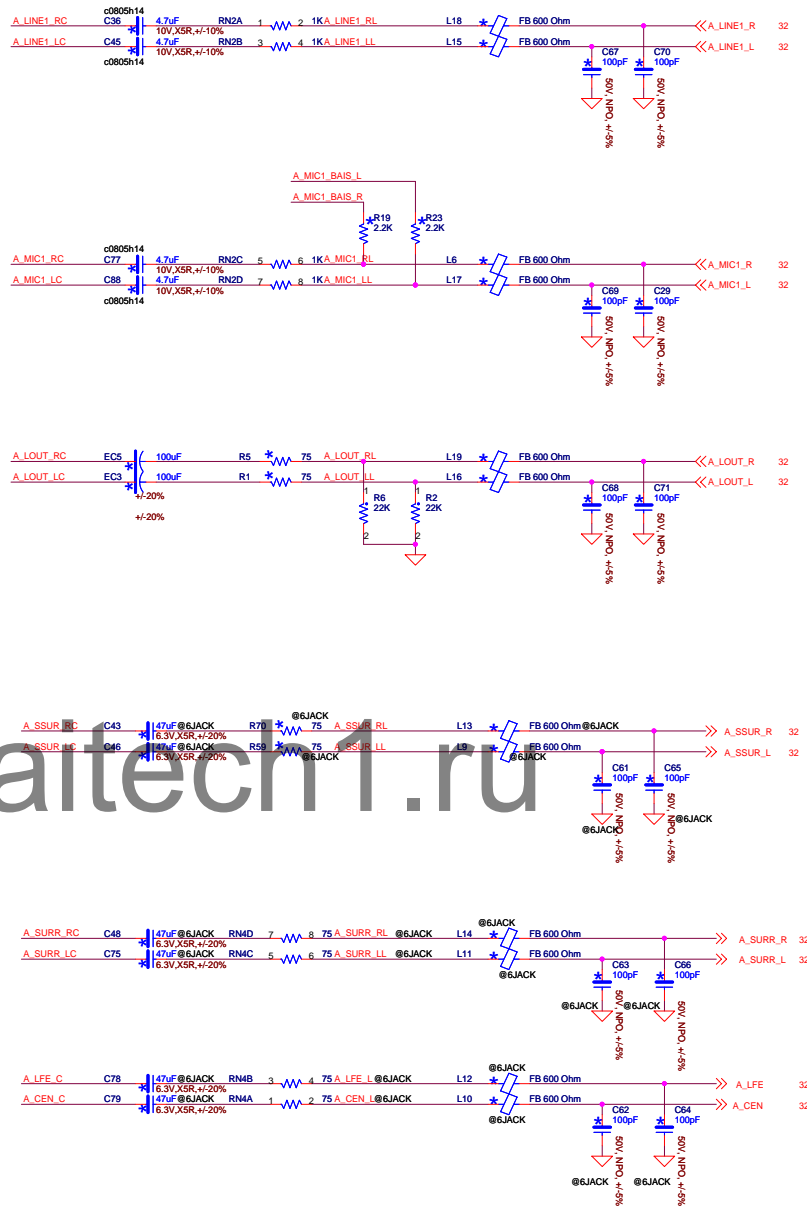 c0805h14
A_LINE1_RC C36 4.7uF RN2A 1 2 1K A_LINE1_RL L18 FB 600 Ohm A_LINE1_R 32
10V,X5R,+/-10%
A_LINE1_LC C45 4.7uF RN2B 3 4 1K A_LINE1_LL L15 FB 600 Ohm A_LINE1_L 32
10V,X5R,+/-10%
c0805h14
C67 C70
100pF 100pF
50V, NPO, +/-5% 50V, NPO, +/-5%
A_MIC1_BAIS_L
A_MIC1_BAIS_R
R19 R23
2.2K 2.2K
c0805h14
A_MIC1_RC C77 4.7uF RN2C 5 6 1K A_MIC1_RL L6 FB 600 Ohm A_MIC1_R 32
10V,X5R,+/-10%
A_MIC1_LC C88 4.7uF RN2D 7 8 1K A_MIC1_LL L17 FB 600 Ohm A_MIC1_L 32
10V,X5R,+/-10%
c0805h14
C69 C29
100pF 100pF
50V, NPO, +/-5% 50V, NPO, +/-5%
A_LOUT_RC EC5 100uF R5 75 A_LOUT_RL L19 FB 600 Ohm A_LOUT_R 32
A_LOUT_LC EC3 100uF R1 75 A_LOUT_LL L16 FB 600 Ohm A_LOUT_L 32
+/-20%
+/-20%
1 1
R6 R2
22K 22K
2 2
C68 C71
100pF 100pF
50V, NPO, +/-5% 50V, NPO, +/-5%
@6JACK
A_SSUR_RC C43 47uF @6JACK R70 75 A_SSUR_RL L13 FB 600 Ohm @6JACK A_SSUR_R 32
6.3V,X5R,+/-20%
A_SSUR_LC C46 47uF @6JACK R59 75 A_SSUR_LL L9 FB 600 Ohm A_SSUR_L 32
6.3V,X5R,+/-20% @6JACK @6JACK
aitech1.ru
C61 C65
100pF 100pF
50V, NPO, +/-5% 50V, NPO, +/-5%
@6JACK @6JACK
@6JACK
A_SURR_RC C48 47uF @6JACK RN4D 7 8 75 A_SURR_RL @6JACK L14 FB 600 Ohm A_SURR_R 32
6.3V,X5R,+/-20%
A_SURR_LC C75 47uF @6JACK RN4C 5 6 75 A_SURR_LL @6JACK L11 FB 600 Ohm A_SURR_L 32
6.3V,X5R,+/-20%
@6JACK
C63 C66
100pF 100pF
50V, NPO, +/-5% 50V, NPO, +/-5%
@6JACK @6JACK
@6JACK
A_LFE_C C78 47uF @6JACK RN4B 3 4 75 A_LFE_L @6JACK L12 FB 600 Ohm A_LFE 32
6.3V,X5R,+/-20%
A_CEN_C C79 47uF @6JACK RN4A 1 2 75 A_CEN_L @6JACK L10 FB 600 Ohm A_CEN 32
6.3V,X5R,+/-20%
@6JACK
C62 C64
100pF 100pF
50V, NPO, +/-5% 50V, NPO, +/-5%
@6JACK @6JACK